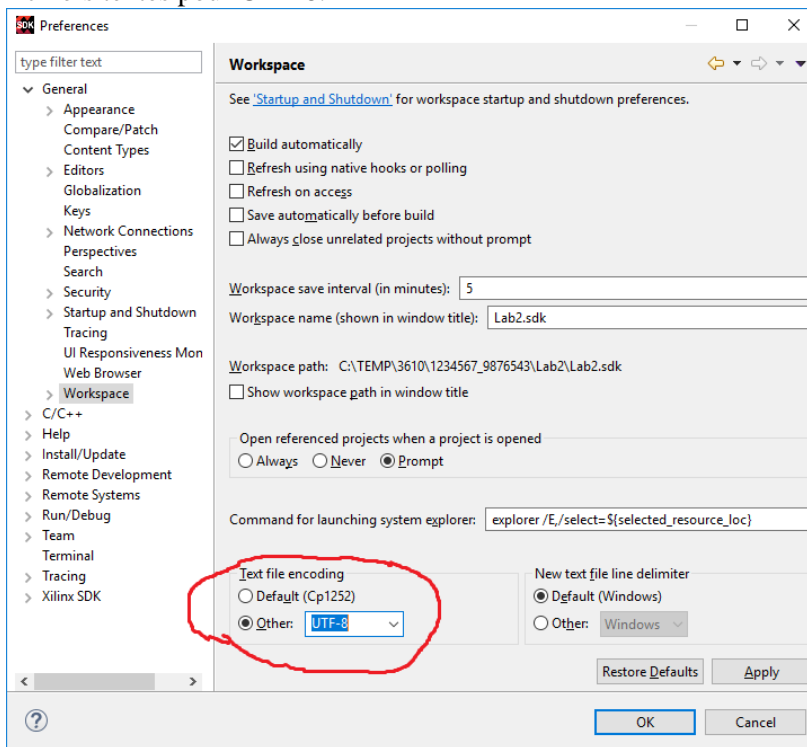 SDK Preferences
type filter text
General
Appearance
Compare/Patch
Content Types
Editors
Globalization
Keys
Network Connections
Perspectives
Search
Security
Startup and Shutdown
Tracing
UI Responsiveness Mon
Web Browser
Workspace
C/C++
Help
Install/Update
Remote Development
Remote Systems
Run/Debug
Team
Terminal
Tracing
Xilinx SDK
Workspace
See 'Startup and Shutdown' for workspace startup and shutdown preferences.
Build automatically
Refresh using native hooks or polling
Refresh on access
Save automatically before build
Always close unrelated projects without prompt
Workspace save interval (in minutes): 5
Workspace name (shown in window title): Lab2.sdk
Workspace path: C:\TEMP\3610\1234567_9876543\Lab2\Lab2.sdk
Show workspace path in window title
Open referenced projects when a project is opened
Always Never Prompt
Command for launching system explorer: explorer /E,/select=${selected_resource_loc}
Text file encoding
Default (Cp1252)
Other: UTF-8
New text file line delimiter
Default (Windows)
Other: Windows
Restore Defaults Apply
? OK Cancel